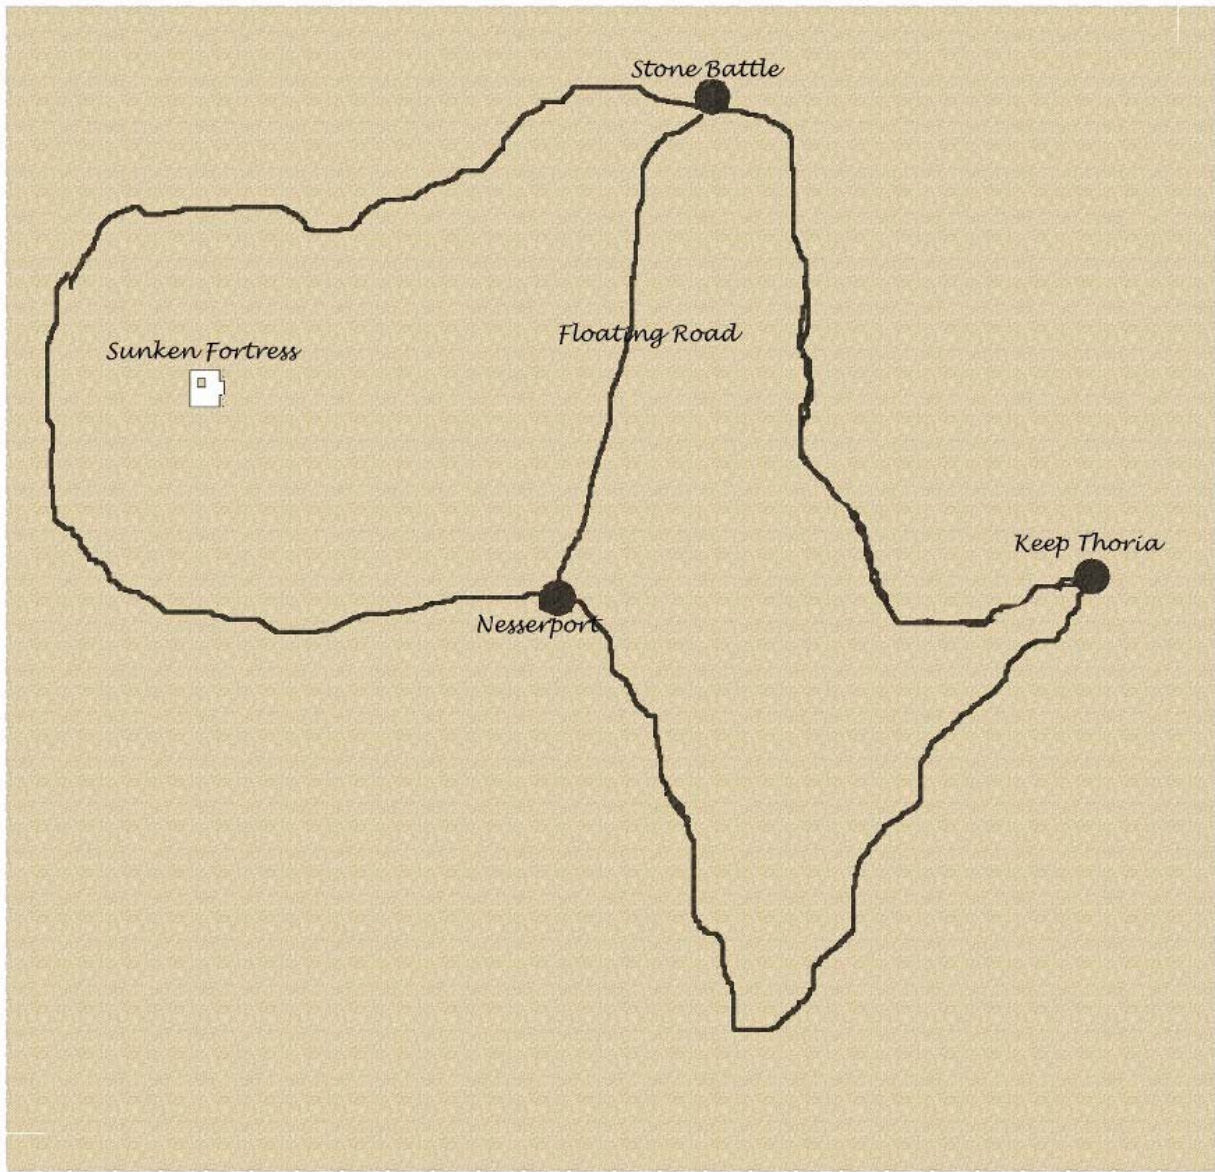 Stone Battle
Floating Road
Sunken Fortress
Keep Thoria
Nesserport